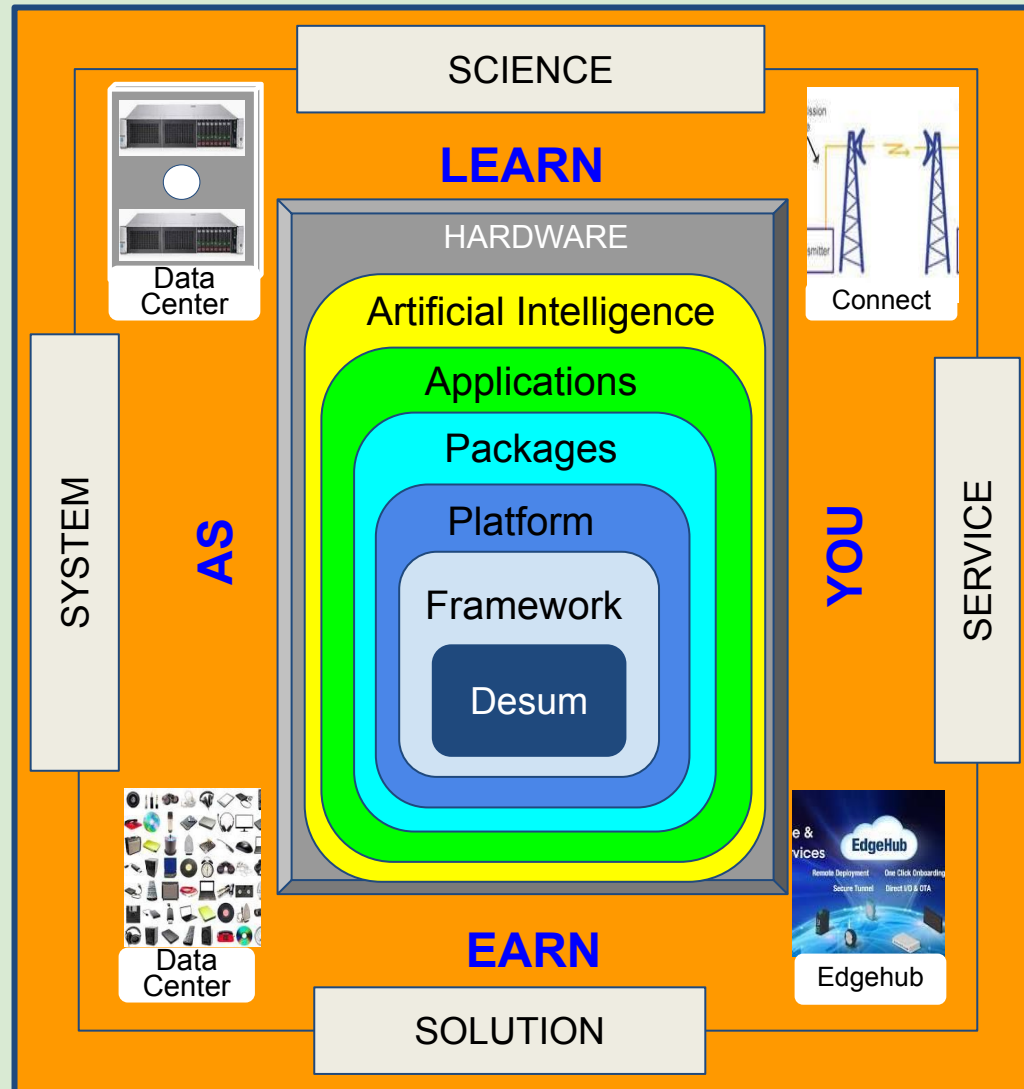 SCIENCE
LEARN
HARDWARE
Data
Center
Connect
Artificial Intelligence
Applications
Packages
Platform
Framework
Desum
SYSTEM
AS
YOU
SERVICE
EdgeHub
Remote Deployment
One Click Onboarding
Secure Tunnel
Direct I/O & OTA
Data
Center
Edgehub
EARN
SOLUTION